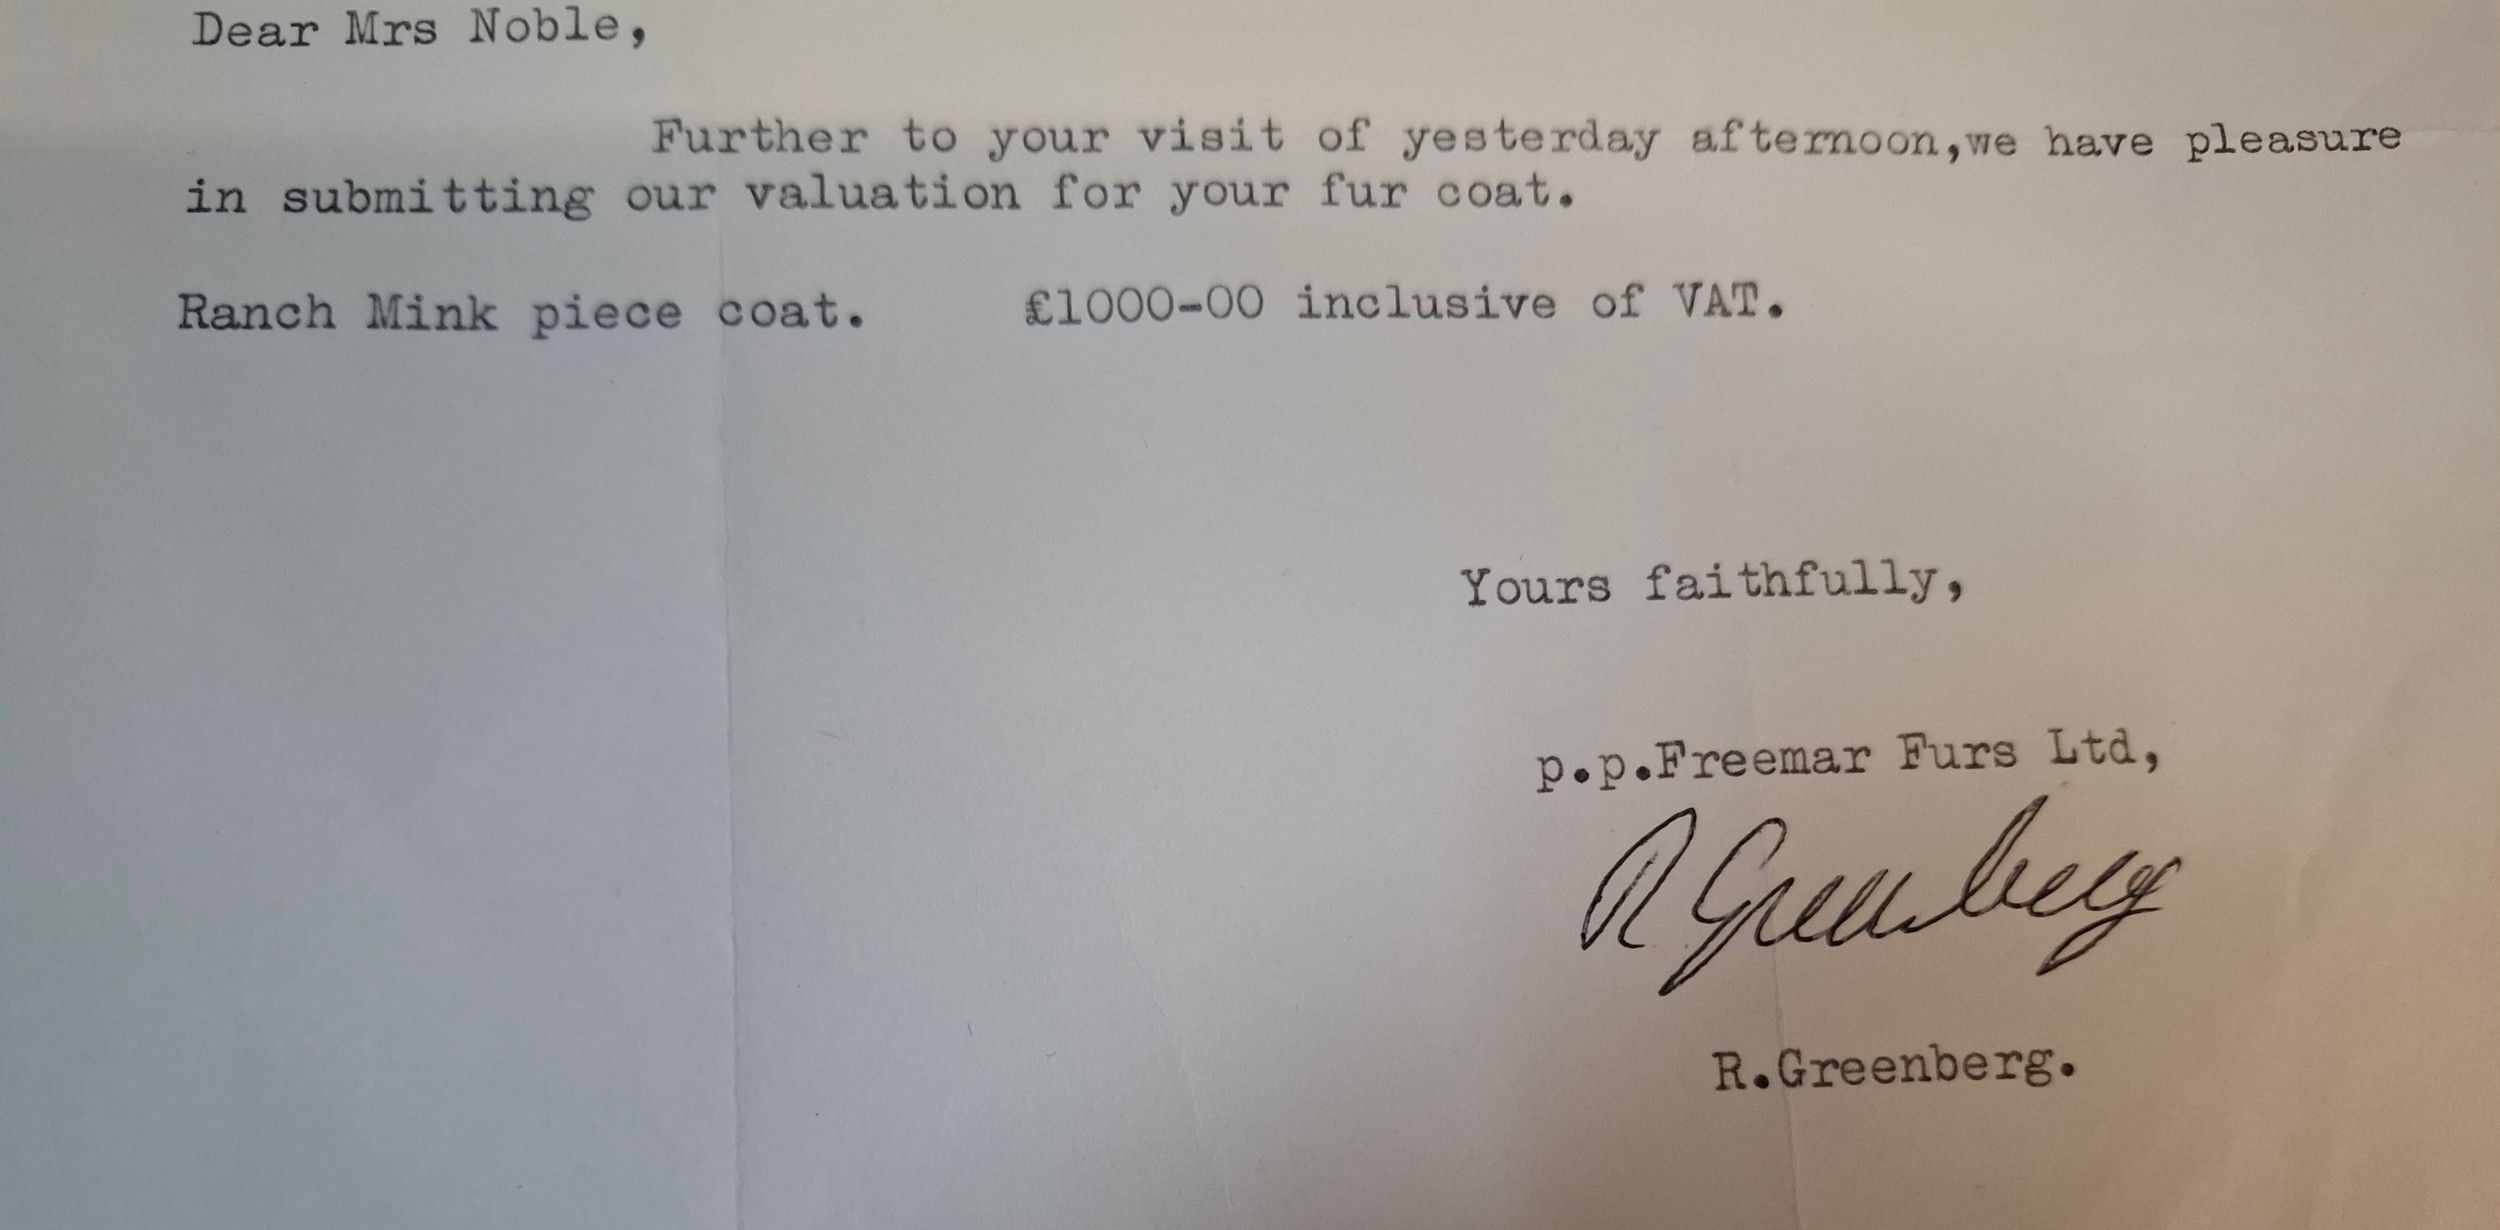 Dear Mrs Noble,
Further to your visit of yesterday afternoon,we have pleasure
in submitting our valuation for your fur coat.
Ranch Mink piece coat. £1000-00 inclusive of VAT.
Yours faithfully,
p.p.Freemar Furs Ltd,
R Greenberg
R.Greenberg.